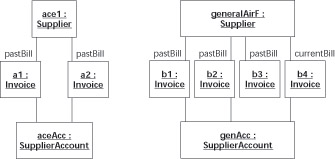 ace1 :
Supplier
generalAirF :
Supplier
pastBill
pastBill
pastBill
pastBill
pastBill
currentBill
a1 :
Invoice
a2 :
Invoice
b1 :
Invoice
b2 :
Invoice
b3 :
Invoice
b4 :
Invoice
aceAcc :
SupplierAccount
genAcc :
SupplierAccount